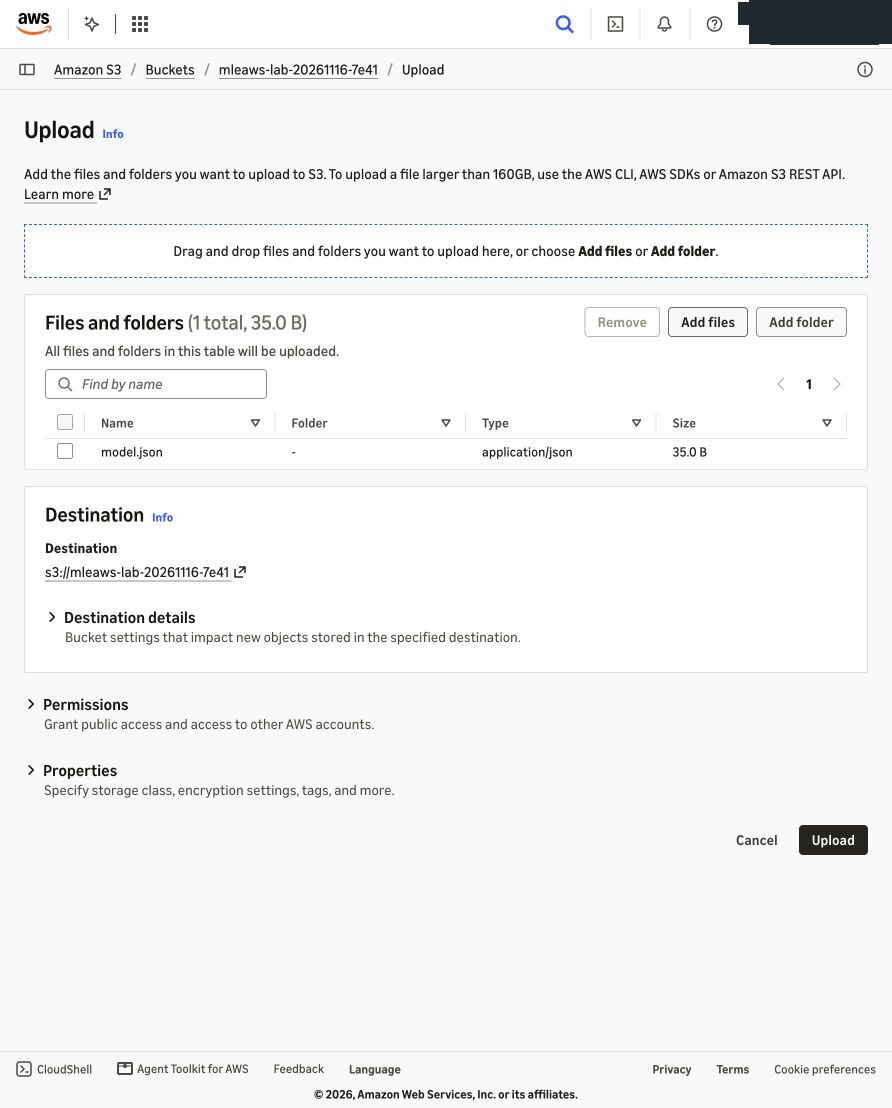 aws
Amazon S3 / Buckets / mleaws-lab-20261116-7e41 / Upload
Upload Info
Add the files and folders you want to upload to S3. To upload a file larger than 160GB, use the AWS CLI, AWS SDKs or Amazon S3 REST API.
Learn more
Drag and drop files and folders you want to upload here, or choose Add files or Add folder.
Files and folders (1 total, 35.0 B)
Remove Add files Add folder
All files and folders in this table will be uploaded.
Find by name
1
Name Folder Type Size
model.json - application/json 35.0 B
Destination Info
Destination
s3://mleaws-lab-20261116-7e41
Destination details
Bucket settings that impact new objects stored in the specified destination.
Permissions
Grant public access and access to other AWS accounts.
Properties
Specify storage class, encryption settings, tags, and more.
Cancel Upload
CloudShell Agent Toolkit for AWS Feedback Language Privacy Terms Cookie preferences
© 2026, Amazon Web Services, Inc. or its affiliates.